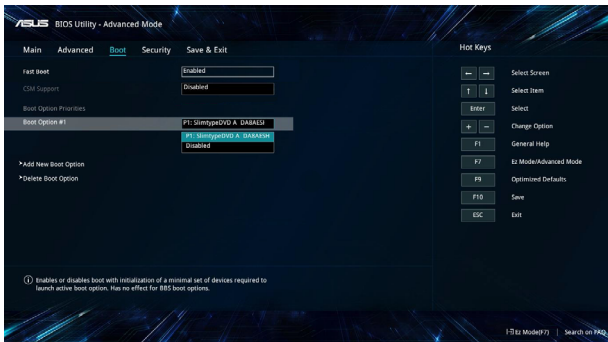 ASUS BIOS Utility - Advanced Mode
Main Advanced Boot Security Save & Exit
Hot Keys
Fast Boot Enabled
CSM Support Disabled
Boot Option Priorities
Boot Option #1 P1: SlimtypeDVD A DA8AESI
P1: SlimtypeDVD A DA8AESH
Disabled
Add New Boot Option
Delete Boot Option
← → Select Screen
↑ ↓ Select Item
Enter Select
+ − Change Option
F1 General Help
F7 Ez Mode/Advanced Mode
F9 Optimized Defaults
F10 Save
ESC Exit
Enables or disables boot with initialization of a minimal set of devices required to
launch active boot option. Has no effect for BBS boot options.
Ez Mode(F7) | Search on FAQ